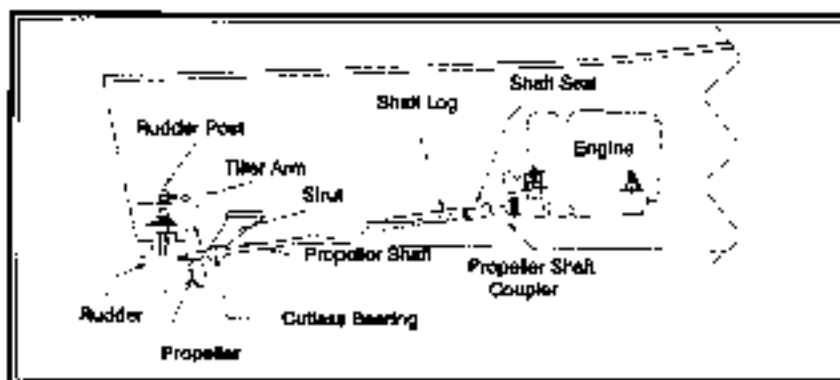 Shaft Seal
Shaft Log
Rudder Post
Engine
Tiller Arm
Strut
Propeller Shaft
Propeller Shaft
Coupler
Rudder
Cutlass Bearing
Propeller